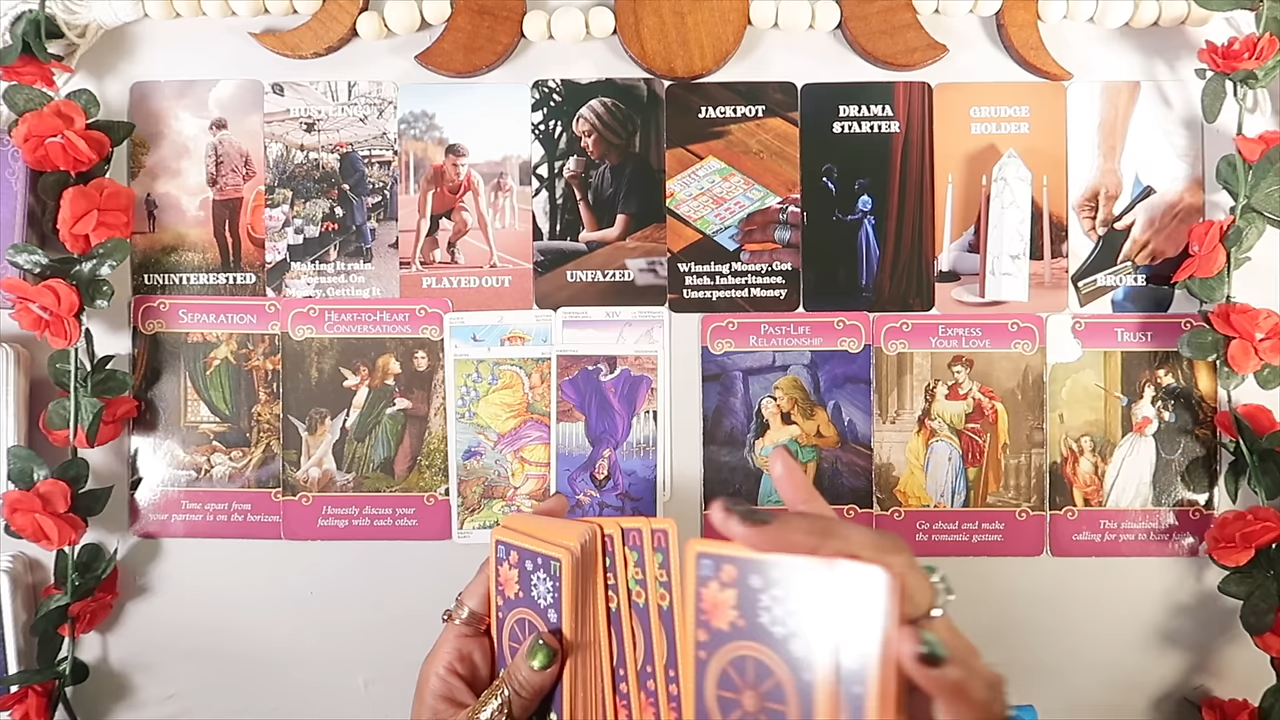 UNINTERESTED
HUSTLING
Making It rain.
Focused. On
Money, Getting It
PLAYED OUT
UNFAZED
JACKPOT
Winning Money, Got
Rich, Inheritance,
Unexpected Money
DRAMA
STARTER
GRUDGE
HOLDER
BROKE
SEPARATION
Time apart from
your partner is on the horizon.
HEART-TO-HEART
CONVERSATIONS
Honestly discuss your
feelings with each other.
XIV
PAST-LIFE
RELATIONSHIP
EXPRESS
YOUR LOVE
Go ahead and make
the romantic gesture.
TRUST
This situation is
calling for you to have faith.